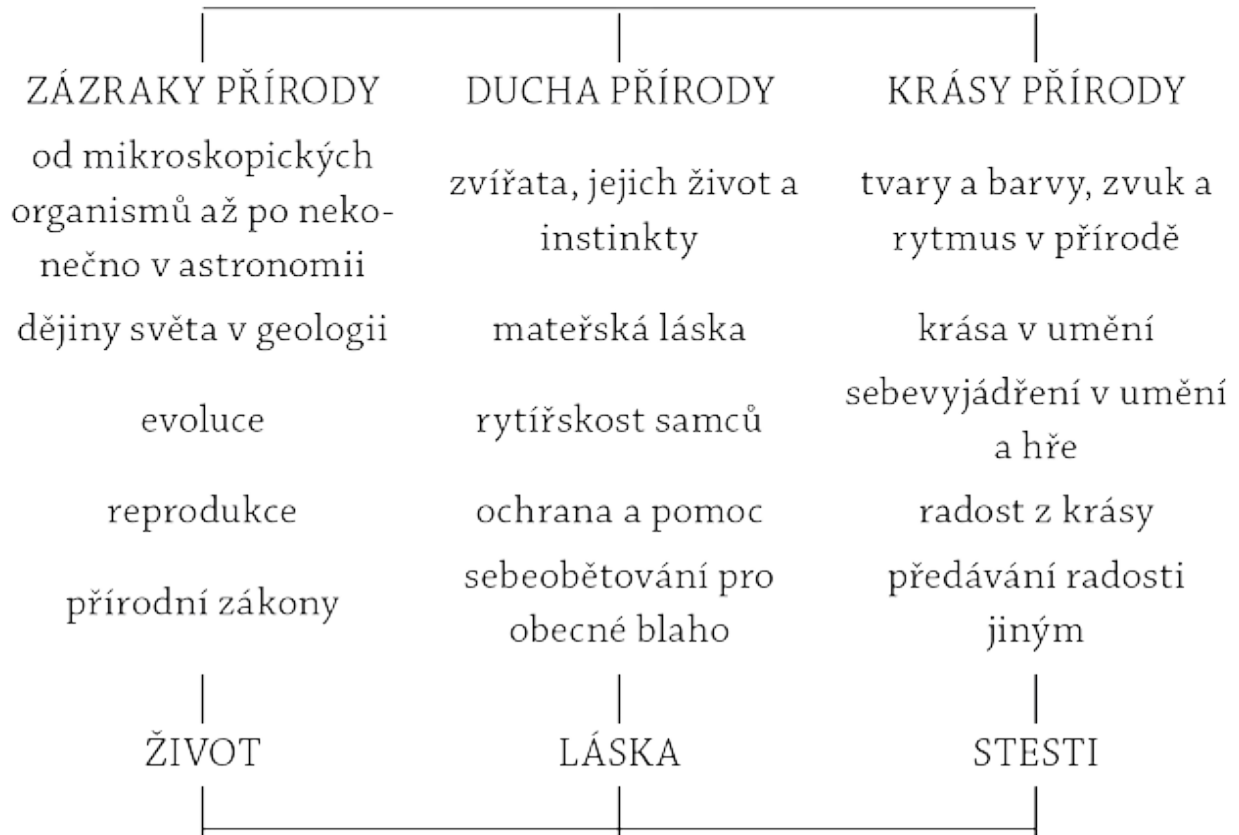 ZÁZRAKY PŘÍRODY
od mikroskopických
organismů až po neko-
nečno v astronomii
dějiny světa v geologii
evoluce
reprodukce
přírodní zákony
ŽIVOT
DUCHA PŘÍRODY
zvířata, jejich život a
instinkty
mateřská láska
rytířskost samců
ochrana a pomoc
sebeobětování pro
obecné blaho
LÁSKA
KRÁSY PŘÍRODY
tvary a barvy, zvuk a
rytmus v přírodě
krása v umění
sebevyjádření v umění
a hře
radost z krásy
předávání radosti
jiným
STESTI